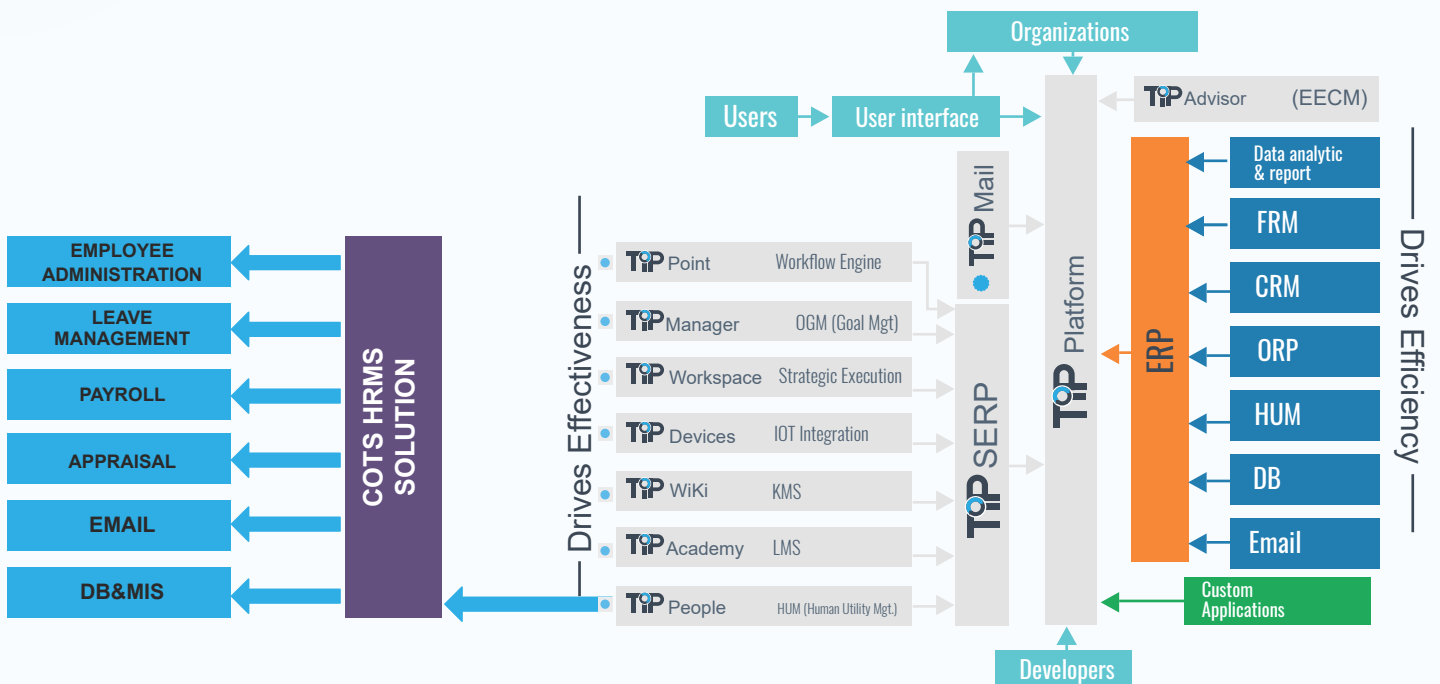 Organizations
Users
User interface
TiP Advisor (EECM)
TiP Mail
TiP Platform
TiP SERP
ERP
Data analytic
& report
FRM
CRM
ORP
HUM
DB
Email
Drives Efficiency
Custom
Applications
Developers
Drives Effectiveness
TiP Point Workflow Engine
TiP Manager OGM (Goal Mgt)
TiP Workspace Strategic Execution
TiP Devices IOT Integration
TiP WiKi KMS
TiP Academy LMS
TiP People HUM (Human Utility Mgt.)
COTS HRMS
SOLUTION
EMPLOYEE
ADMINISTRATION
LEAVE
MANAGEMENT
PAYROLL
APPRAISAL
EMAIL
DB&MIS